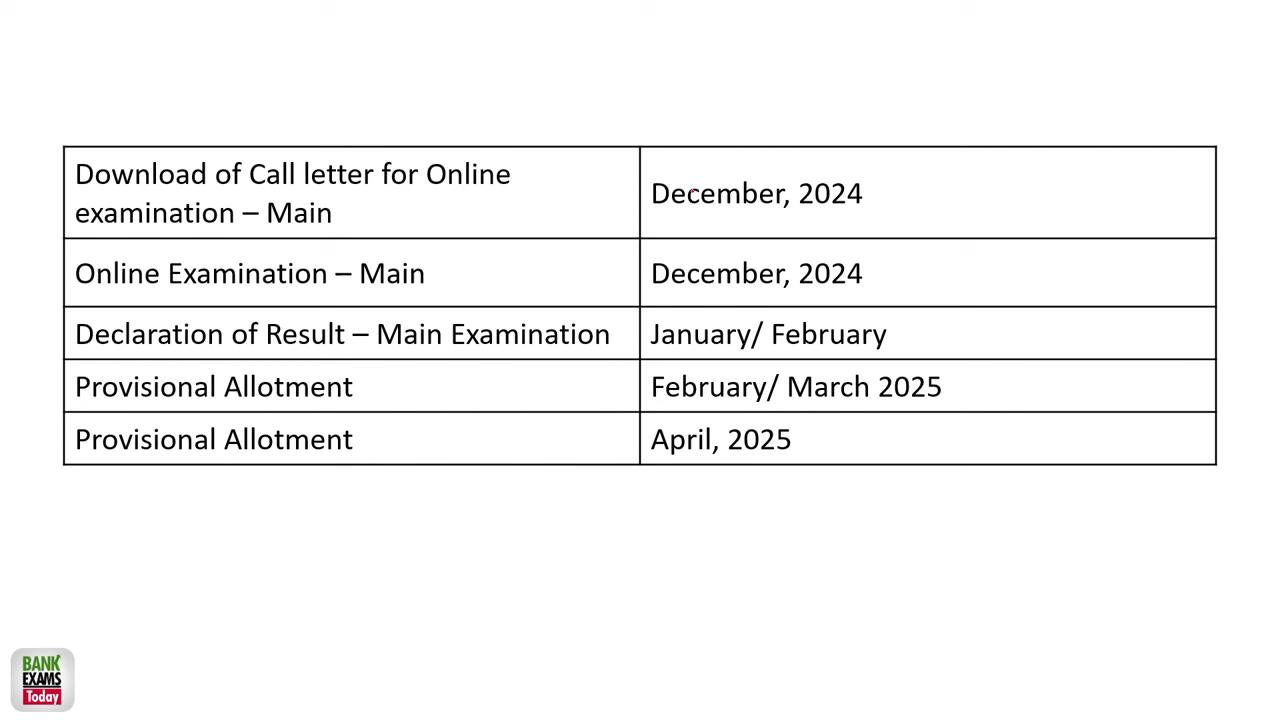 Download of Call letter for Online
examination – Main
December, 2024
Online Examination – Main
December, 2024
Declaration of Result – Main Examination
January/ February
Provisional Allotment
February/ March 2025
Provisional Allotment
April, 2025
BANK
EXAMS
Today